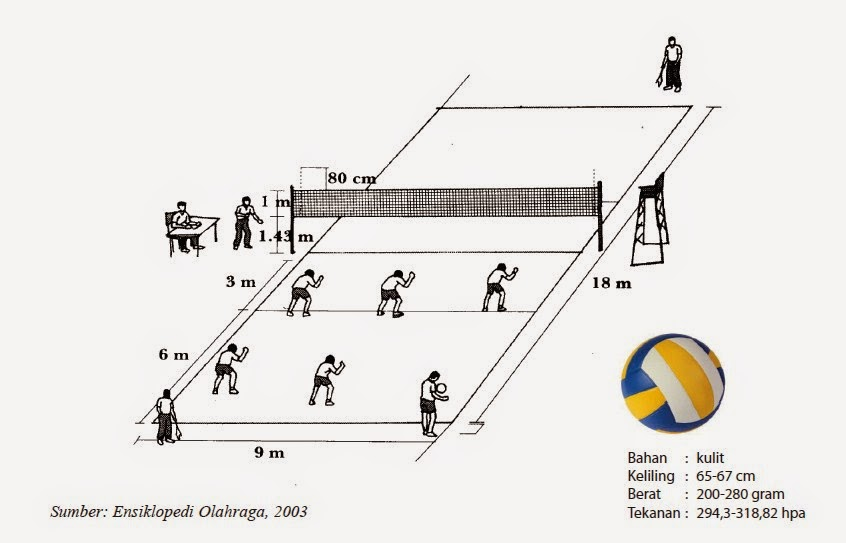 80 cm
1 m
1.43 m
3 m
18 m
6 m
9 m
Bahan : kulit
Keliling : 65-67 cm
Berat : 200-280 gram
Tekanan : 294,3-318,82 hpa
Sumber: Ensiklopedi Olahraga, 2003